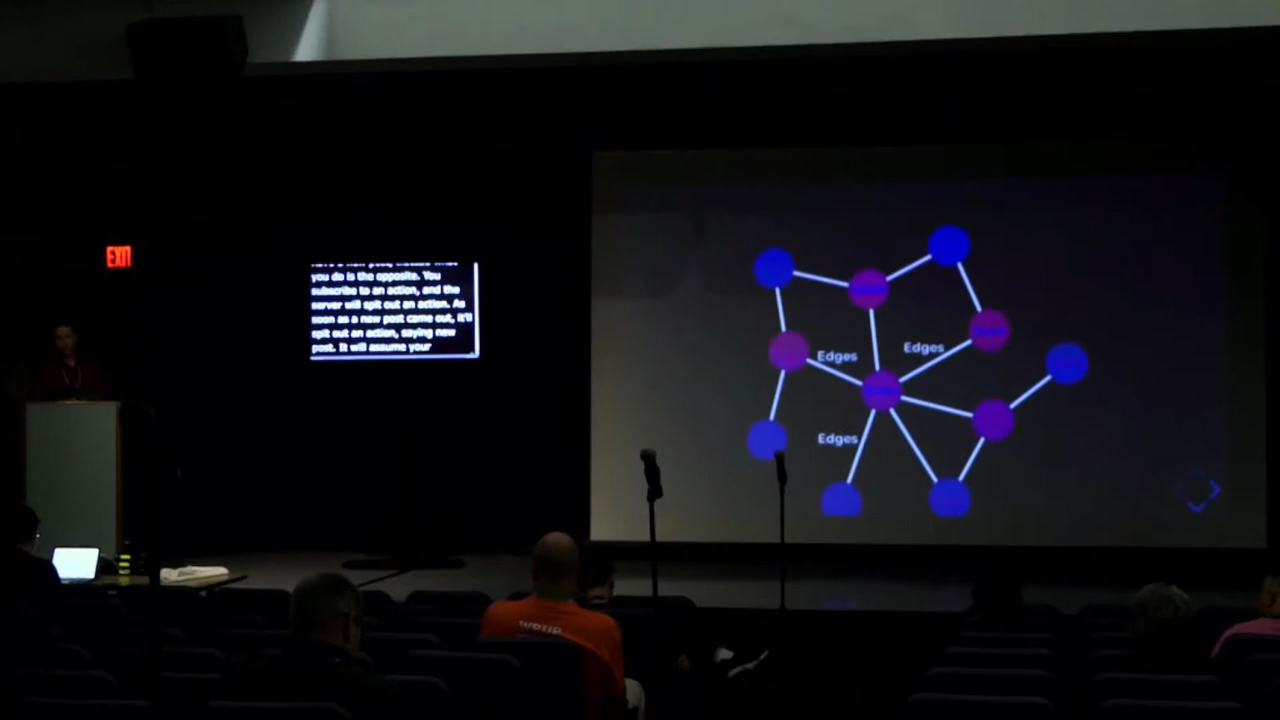 EXIT
you do is the opposite. You
subscribe to an action, and the
server will spit out an action. As
soon as a new post came out, it'll
spit out an action, saying new
post. It will assume your
Edges
Edges
Edges